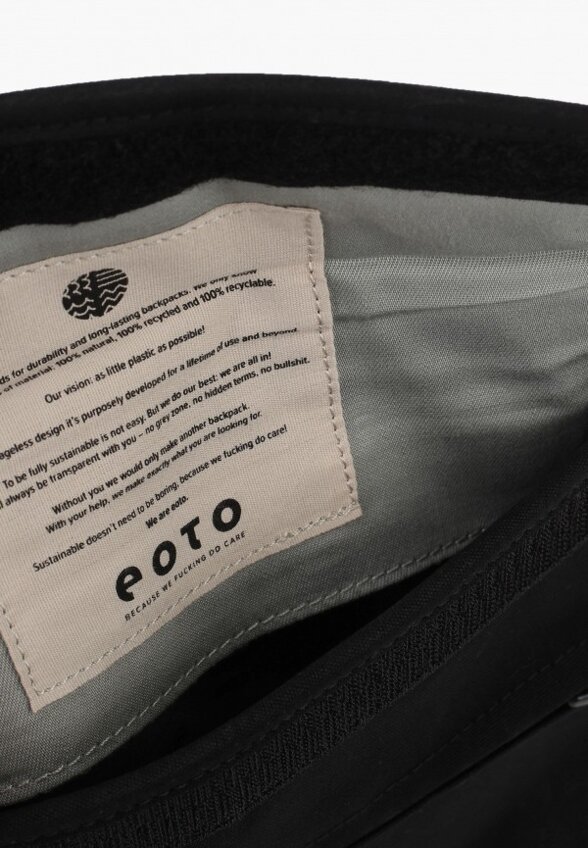 ds for durability and long-lasting backpacks. We only know
of material: 100% natural, 100% recycled and 100% recyclable.
Our vision: as little plastic as possible!
ageless design it's purposely developed for a lifetime of use and beyond
To be fully sustainable is not easy. But we do our best: we are all in!
l always be transparent with you – no grey zone, no hidden terms, no bullshit.
Without you we would only make another backpack.
With your help, we make exactly what you are looking for.
Sustainable doesn't need to be boring, because we fucking do care!
We are eoto.
eoto
BECAUSE WE FUCKING DO CARE